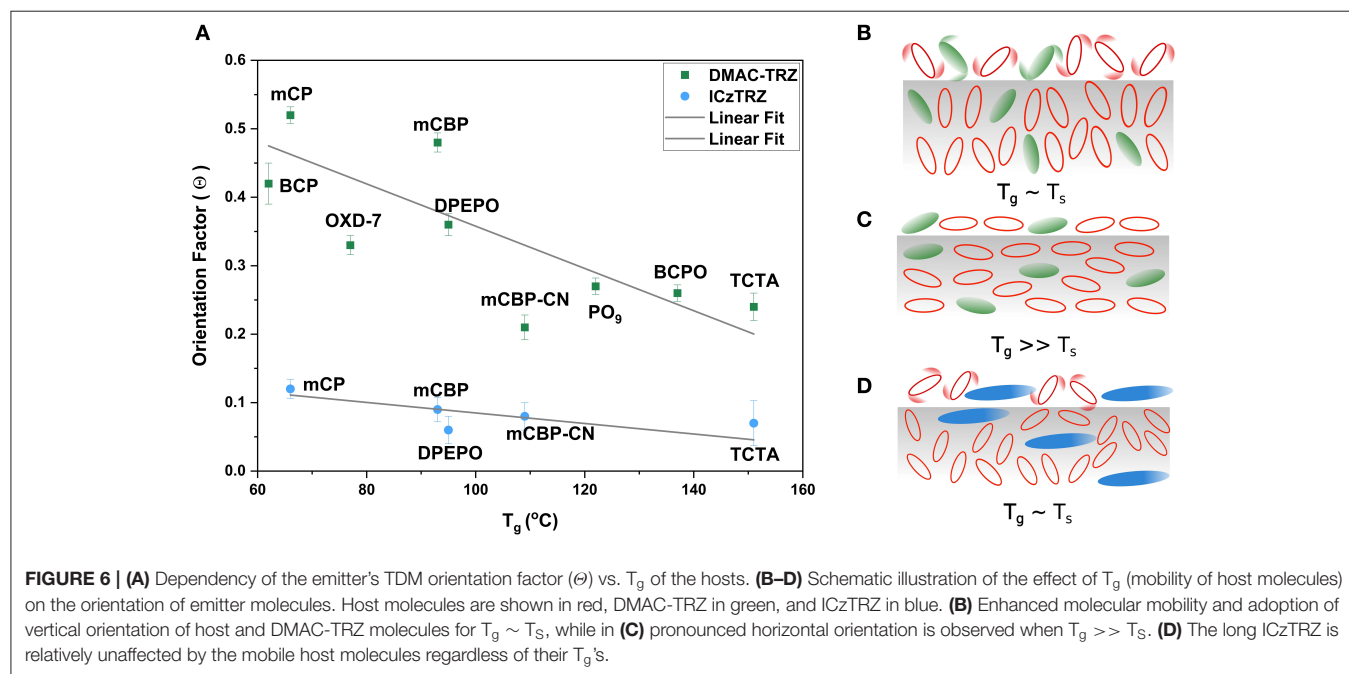 A
0.6
0.5
0.4
0.3
0.2
0.1
0.0
Orientation Factor (Θ)
60 80 100 120 140 160
Tg (°C)
DMAC-TRZ
ICzTRZ
Linear Fit
Linear Fit
mCP
BCP
OXD-7
mCBP
DPEPO
mCBP-CN
PO9
BCPO
TCTA
mCP
mCBP
DPEPO
mCBP-CN
TCTA
B
Tg ~ Ts
C
Tg >> Ts
D
Tg ~ Ts
FIGURE 6 | (A) Dependency of the emitter's TDM orientation factor (Θ) vs. Tg of the hosts. (B–D) Schematic illustration of the effect of Tg (mobility of host molecules)
on the orientation of emitter molecules. Host molecules are shown in red, DMAC-TRZ in green, and ICzTRZ in blue. (B) Enhanced molecular mobility and adoption of
vertical orientation of host and DMAC-TRZ molecules for Tg ~ TS, while in (C) pronounced horizontal orientation is observed when Tg >> TS. (D) The long ICzTRZ is
relatively unaffected by the mobile host molecules regardless of their Tg's.